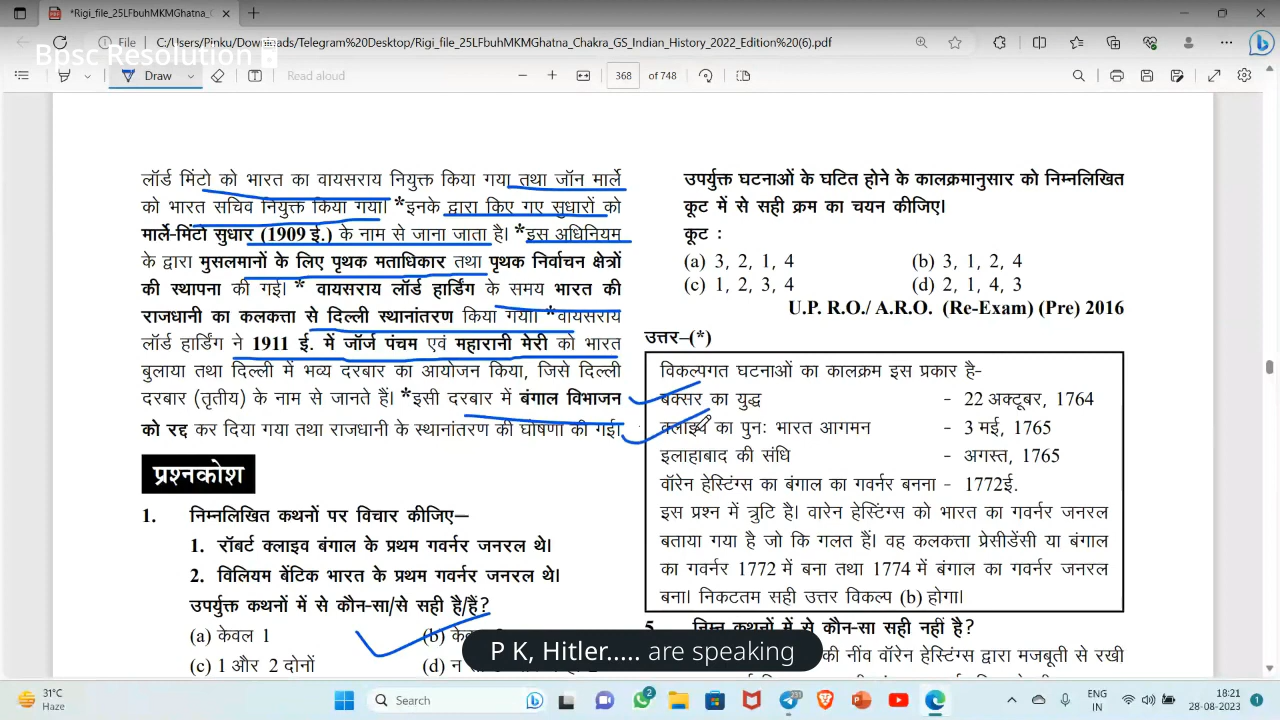 *Rigi_file_25LFbuhMKMGhatna_
File C:/Users/Pinku/Downloads/Telegram Desktop/Rigi_file_25LFbuhMKMGhatna_Chakra_GS_Indian_History_2022_Edition (6).pdf
Bpsc Resolution
Draw
Read aloud
368 of 748
लॉर्ड मिंटो को भारत का वायसराय नियुक्त किया गया तथा जॉन मार्ले
को भारत सचिव नियुक्त किया गया। *इनके द्वारा किए गए सुधारों को
मार्ले-मिंटो सुधार (1909 ई.) के नाम से जाना जाता है। *इस अधिनियम
के द्वारा मुसलमानों के लिए पृथक मताधिकार तथा पृथक निर्वाचन क्षेत्रों
की स्थापना की गई। * वायसराय लॉर्ड हार्डिंग के समय भारत की
राजधानी का कलकत्ता से दिल्ली स्थानांतरण किया गया। *वायसराय
लॉर्ड हार्डिंग ने 1911 ई. में जॉर्ज पंचम एवं महारानी मेरी को भारत
बुलाया तथा दिल्ली में भव्य दरबार का आयोजन किया, जिसे दिल्ली
दरबार (तृतीय) के नाम से जानते हैं। *इसी दरबार में बंगाल विभाजन
को रद्द कर दिया गया तथा राजधानी के स्थानांतरण की घोषणा की गई।
प्रश्नकोश
1. निम्नलिखित कथनों पर विचार कीजिए–
1. रॉबर्ट क्लाइव बंगाल के प्रथम गवर्नर जनरल थे।
2. विलियम बेंटिक भारत के प्रथम गवर्नर जनरल थे।
उपर्युक्त कथनों में से कौन-सा/से सही है/हैं?
(a) केवल 1 (b)
(c) 1 और 2 दोनों (d)
उपर्युक्त घटनाओं के घटित होने के कालक्रमानुसार को निम्नलिखित
कूट में से सही क्रम का चयन कीजिए।
कूट :
(a) 3, 2, 1, 4 (b) 3, 1, 2, 4
(c) 1, 2, 3, 4 (d) 2, 1, 4, 3
U.P. R.O./ A.R.O. (Re-Exam) (Pre) 2016
उत्तर–(*)
विकल्पगत घटनाओं का कालक्रम इस प्रकार है–
बक्सर का युद्ध - 22 अक्टूबर, 1764
क्लाइव का पुनः भारत आगमन - 3 मई, 1765
इलाहाबाद की संधि - अगस्त, 1765
वॉरेन हेस्टिंग्स का बंगाल का गवर्नर बनना - 1772ई.
इस प्रश्न में त्रुटि है। वारेन हेस्टिंग्स को भारत का गवर्नर जनरल
बताया गया है जो कि गलत हैं। वह कलकत्ता प्रेसीडेंसी या बंगाल
का गवर्नर 1772 में बना तथा 1774 में बंगाल का गवर्नर जनरल
बना। निकटतम सही उत्तर विकल्प (b) होगा।
5. निम्न कथनों में से कौन-सा सही नहीं है?
की नींव वॉरेन हेस्टिंग्स द्वारा मजबूती से रखी
P K, Hitler..... are speaking
31°C
Haze
Search
2
231
ENG
IN
18:21
28-08-2023
1